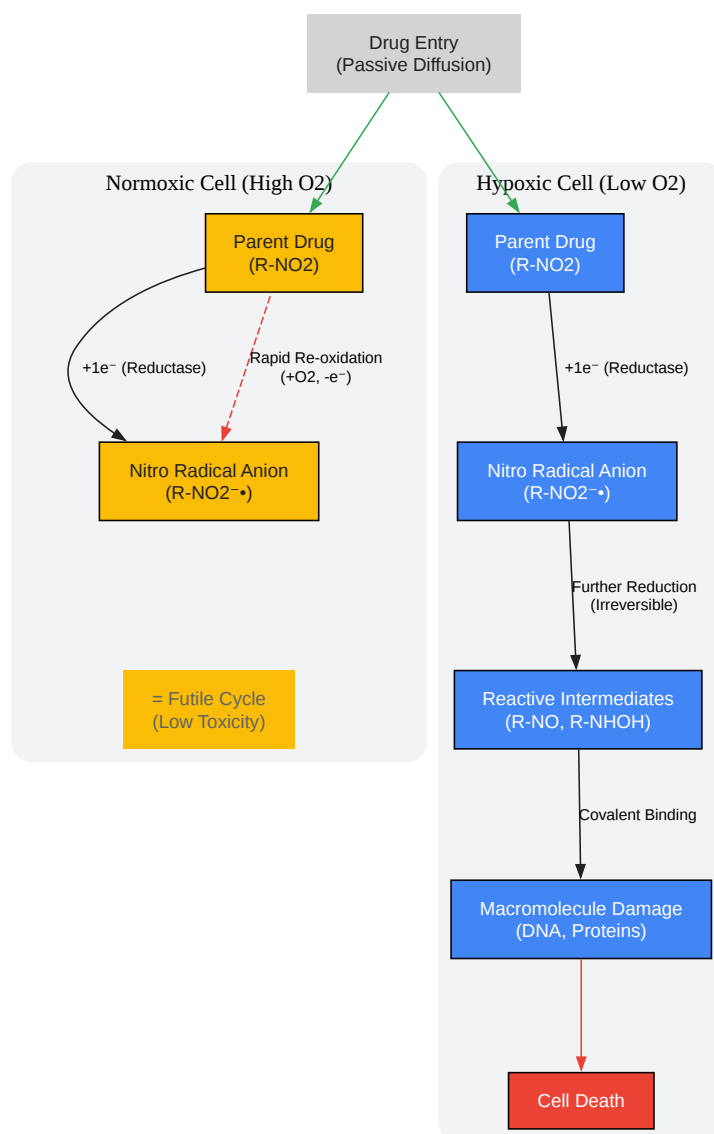 Drug Entry
(Passive Diffusion)
Normoxic Cell (High O2)
Parent Drug
(R-NO2)
+1e⁻ (Reductase)
Rapid Re-oxidation
(+O2, -e⁻)
Nitro Radical Anion
(R-NO2⁻•)
= Futile Cycle
(Low Toxicity)
Hypoxic Cell (Low O2)
Parent Drug
(R-NO2)
+1e⁻ (Reductase)
Nitro Radical Anion
(R-NO2⁻•)
Further Reduction
(Irreversible)
Reactive Intermediates
(R-NO, R-NHOH)
Covalent Binding
Macromolecule Damage
(DNA, Proteins)
Cell Death